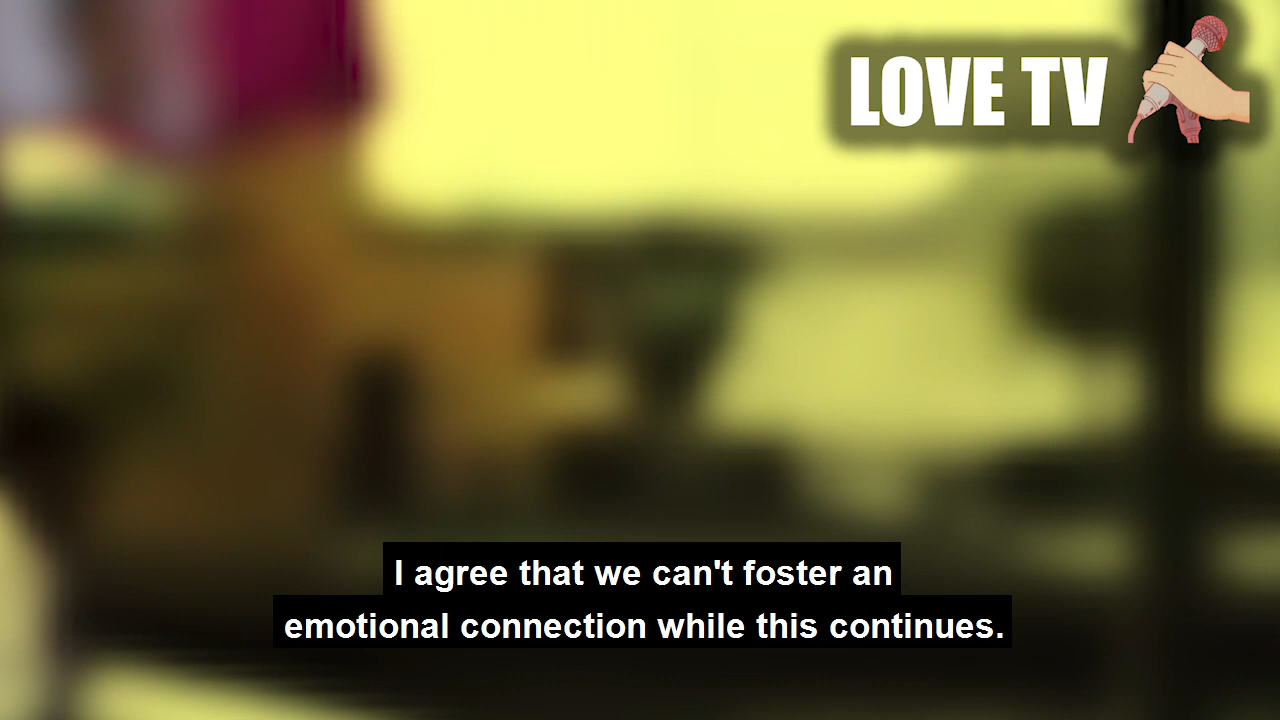 LOVE TV
I agree that we can't foster an
emotional connection while this continues.